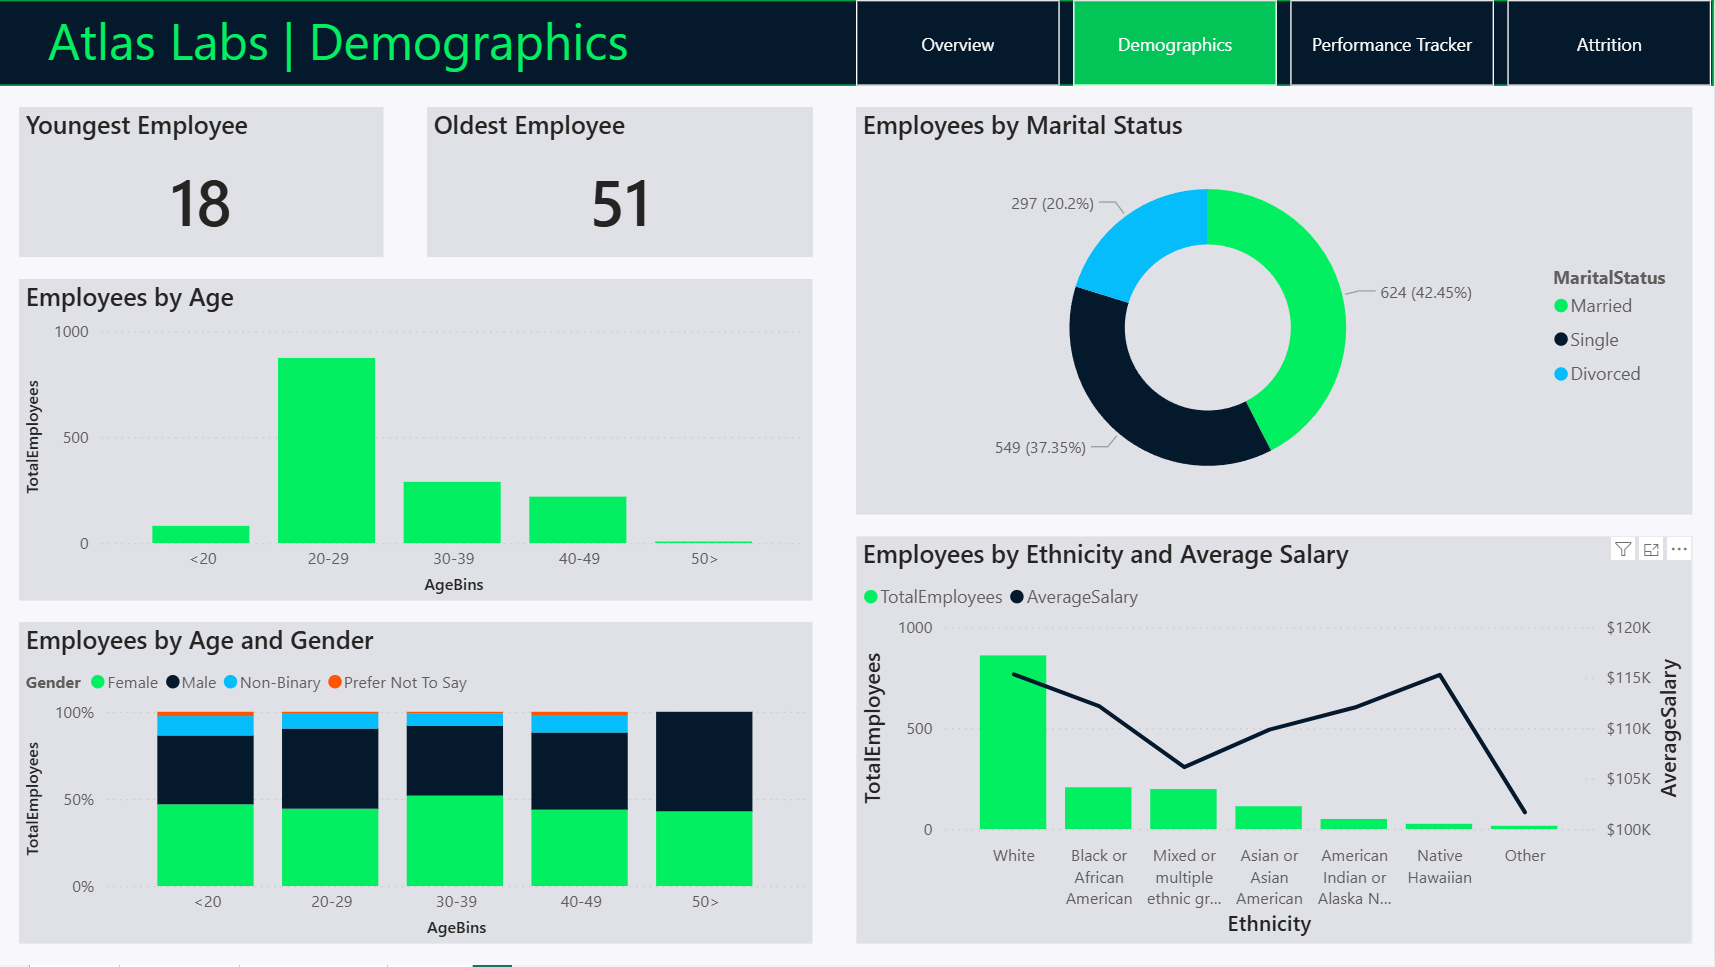 Atlas Labs | Demographics
Overview
Demographics
Performance Tracker
Attrition
Youngest Employee
18
Oldest Employee
51
Employees by Age
TotalEmployees
1000
500
0
<20
20-29
30-39
40-49
50>
AgeBins
Employees by Age and Gender
Gender
Female
Male
Non-Binary
Prefer Not To Say
TotalEmployees
100%
50%
0%
<20
20-29
30-39
40-49
50>
AgeBins
Employees by Marital Status
297 (20.2%)
624 (42.45%)
549 (37.35%)
MaritalStatus
Married
Single
Divorced
Employees by Ethnicity and Average Salary
TotalEmployees
AverageSalary
TotalEmployees
1000
500
0
$120K
$115K
$110K
$105K
$100K
AverageSalary
White
Black or
African
American
Mixed or
multiple
ethnic gr...
Asian or
Asian
American
American
Indian or
Alaska N...
Native
Hawaiian
Other
Ethnicity